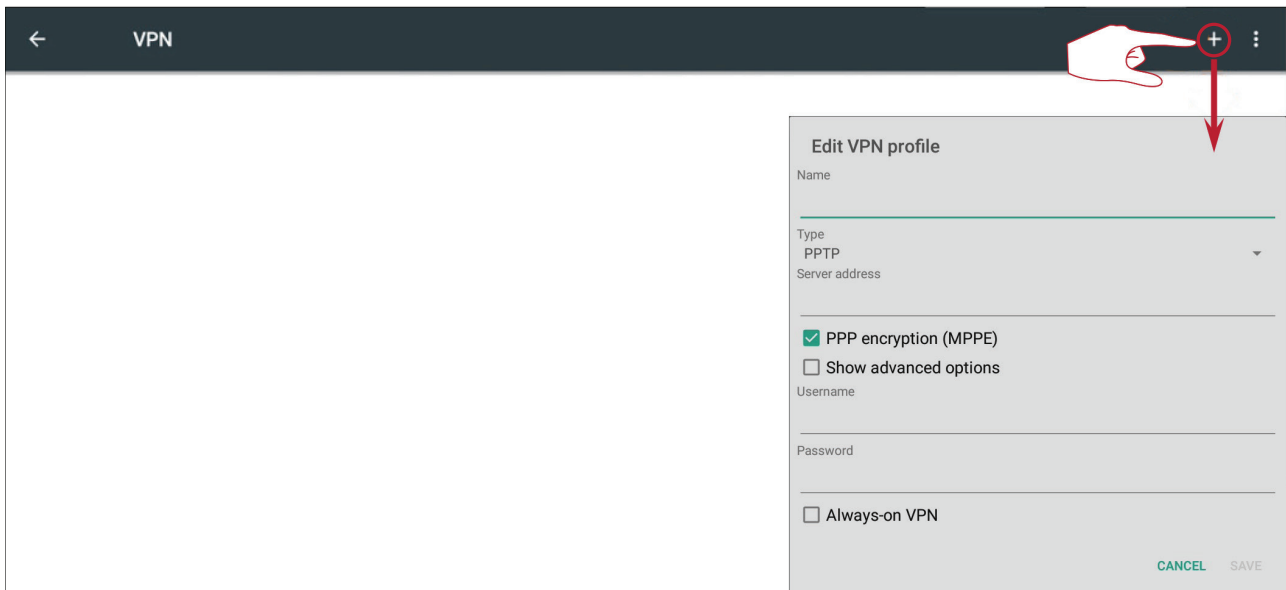 VPN
Edit VPN profile
Name
Type
PPTP
Server address
PPP encryption (MPPE)
Show advanced options
Username
Password
Always-on VPN
CANCEL SAVE